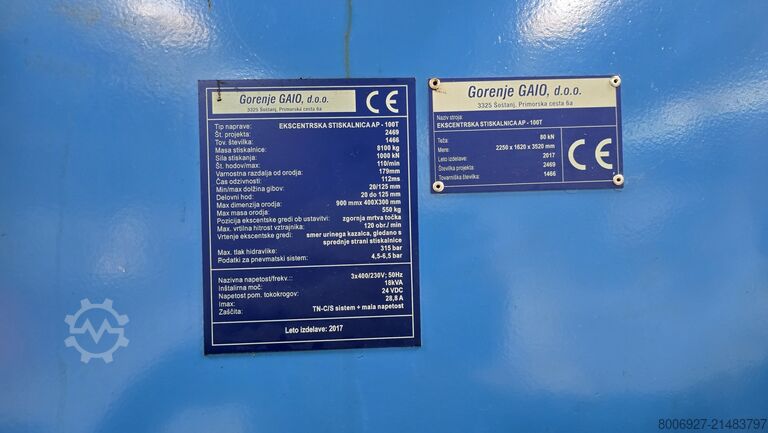 Gorenje GAIO, d.o.o.
3325 Šoštanj, Primorska cesta 6a
CE
Tip naprave: EKSCENTRSKA STISKALNICA AP - 100T
Št. projekta: 2469
Tov. številka: 1466
Masa stiskalnice: 8100 kg
Sila stiskanja: 1000 kN
Št. hodov/max: 110/min
Varnostna razdalja od orodja: 179mm
Čas odzivnosti: 112ms
Min/max dolžina gibov: 20/125 mm
Delovni hod: 20 do 125 mm
Max dimenzija orodja: 900 mmx 400X300 mm
Max masa orodja: 550 kg
Pozicija ekscentske gredi ob ustavitvi: zgornja mrtva točka
Max. vrtilna hitrost vztrajnika: 120 obr./ min
Vrtenje ekscentske gredi: smer urinega kazalca, gledano s
sprednje strani stiskalnice
Max. tlak hidravlike: 315 bar
Podatki za pnevmatski sistem: 4,5-6,5 bar
Nazivna napetost/frekv.:: 3x400/230V; 50Hz
Inštalirna moč: 18kVA
Napetost pom. tokokrogov: 24 VDC
Imax: 28,8 A
Zaščita: TN-C/S sistem + mala napetost
Leto izdelave: 2017
Gorenje GAIO, d.o.o.
3325 Šoštanj, Primorska cesta 6a
Naziv stroja
EKSCENTRSKA STISKALNICA AP - 100T
Teža: 80 kN
Mere: 2250 x 1620 x 3520 mm
Leto izdelave: 2017
Številka projekta: 2469
Tovarniška številka: 1466
CE
8006927-21483797